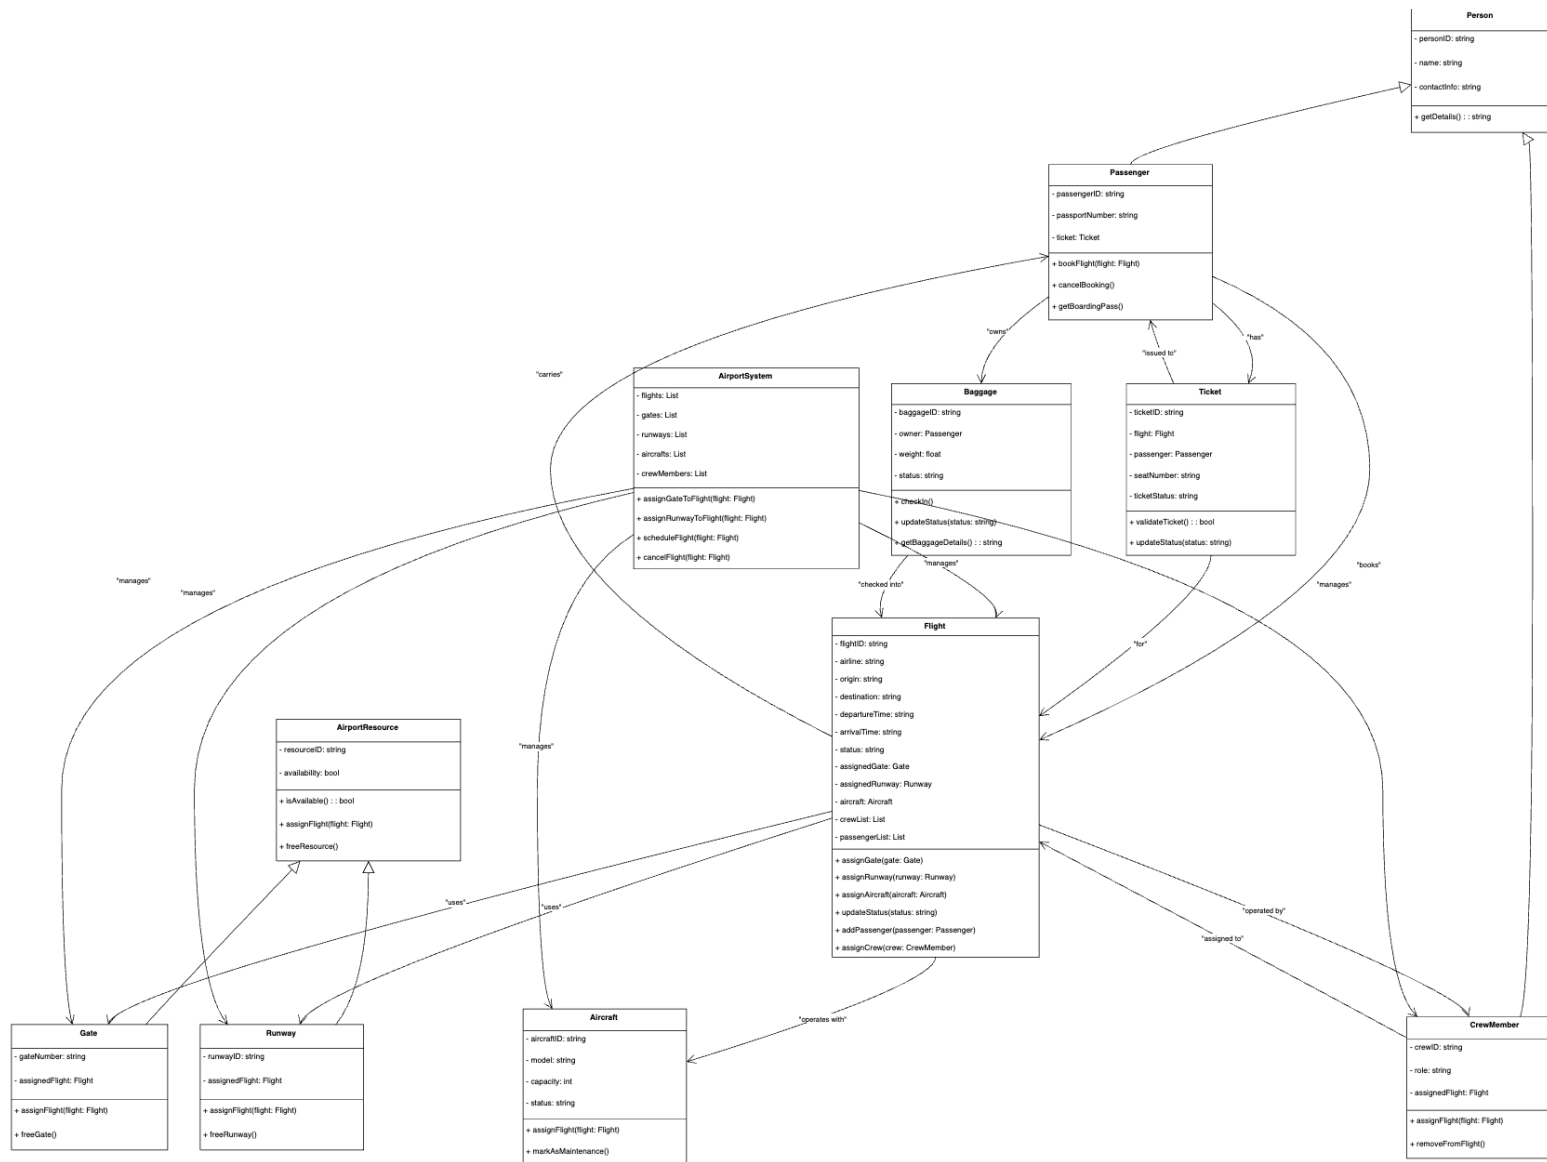 Person
- personID: string
- name: string
- contactInfo: string
+ getDetails() : : string
Passenger
- passengerID: string
- passportNumber: string
- ticket: Ticket
+ bookFlight(flight: Flight)
+ cancelBooking()
+ getBoardingPass()
"owns"
"has"
"issued to"
"carries"
AirportSystem
- flights: List
- gates: List
- runways: List
- aircrafts: List
- crewMembers: List
+ assignGateToFlight(flight: Flight)
+ assignRunwayToFlight(flight: Flight)
+ scheduleFlight(flight: Flight)
+ cancelFlight(flight: Flight)
Baggage
- baggageID: string
- owner: Passenger
- weight: float
- status: string
+ checkIn()
+ updateStatus(status: string)
+ getBaggageDetails() : : string
Ticket
- ticketID: string
- flight: Flight
- passenger: Passenger
- seatNumber: string
- ticketStatus: string
+ validateTicket() : : bool
+ updateStatus(status: string)
"manages"
"manages"
"checked into"
"manages"
"manages"
"books"
"for"
"manages"
Flight
- flightID: string
- airline: string
- origin: string
- destination: string
- departureTime: string
- arrivalTime: string
- status: string
- assignedGate: Gate
- assignedRunway: Runway
- aircraft: Aircraft
- crewList: List
- passengerList: List
+ assignGate(gate: Gate)
+ assignRunway(runway: Runway)
+ assignAircraft(aircraft: Aircraft)
+ updateStatus(status: string)
+ addPassenger(passenger: Passenger)
+ assignCrew(crew: CrewMember)
AirportResource
- resourceID: string
- availability: bool
+ isAvailable() : : bool
+ assignFlight(flight: Flight)
+ freeResource()
"uses"
"uses"
"operated by"
"assigned to"
"operates with"
Gate
- gateNumber: string
- assignedFlight: Flight
+ assignFlight(flight: Flight)
+ freeGate()
Runway
- runwayID: string
- assignedFlight: Flight
+ assignFlight(flight: Flight)
+ freeRunway()
Aircraft
- aircraftID: string
- model: string
- capacity: int
- status: string
+ assignFlight(flight: Flight)
+ markAsMaintenance()
CrewMember
- crewID: string
- role: string
- assignedFlight: Flight
+ assignFlight(flight: Flight)
+ removeFromFlight()